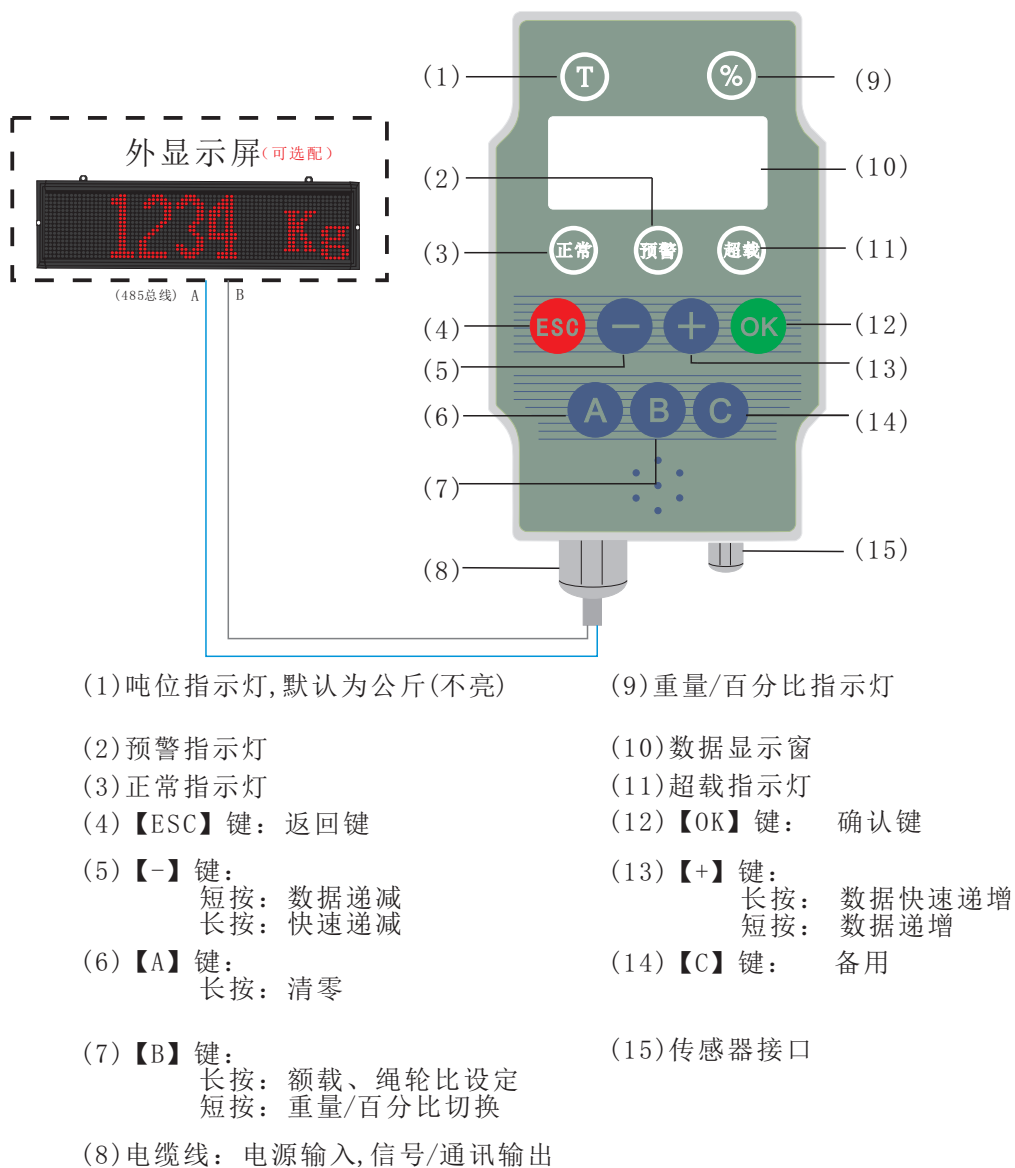 (1)
T
%
(9)
外显示屏(可选配)
1234 Kg
(485总线) A B
(2)
(10)
(3)
正常
预警
超载
(11)
(4)
ESC
−
+
OK
(12)
(5)
(13)
(6)
A
B
C
(14)
(7)
(8)
(15)
(1)吨位指示灯,默认为公斤(不亮)
(2)预警指示灯
(3)正常指示灯
(4)【ESC】键：返回键
(5)【-】键：
短按：数据递减
长按：快速递减
(6)【A】键：
长按：清零
(7)【B】键：
长按：额载、绳轮比设定
短按：重量/百分比切换
(8)电缆线：电源输入,信号/通讯输出
(9)重量/百分比指示灯
(10)数据显示窗
(11)超载指示灯
(12)【OK】键： 确认键
(13)【+】键：
长按： 数据快速递增
短按： 数据递增
(14)【C】键： 备用
(15)传感器接口